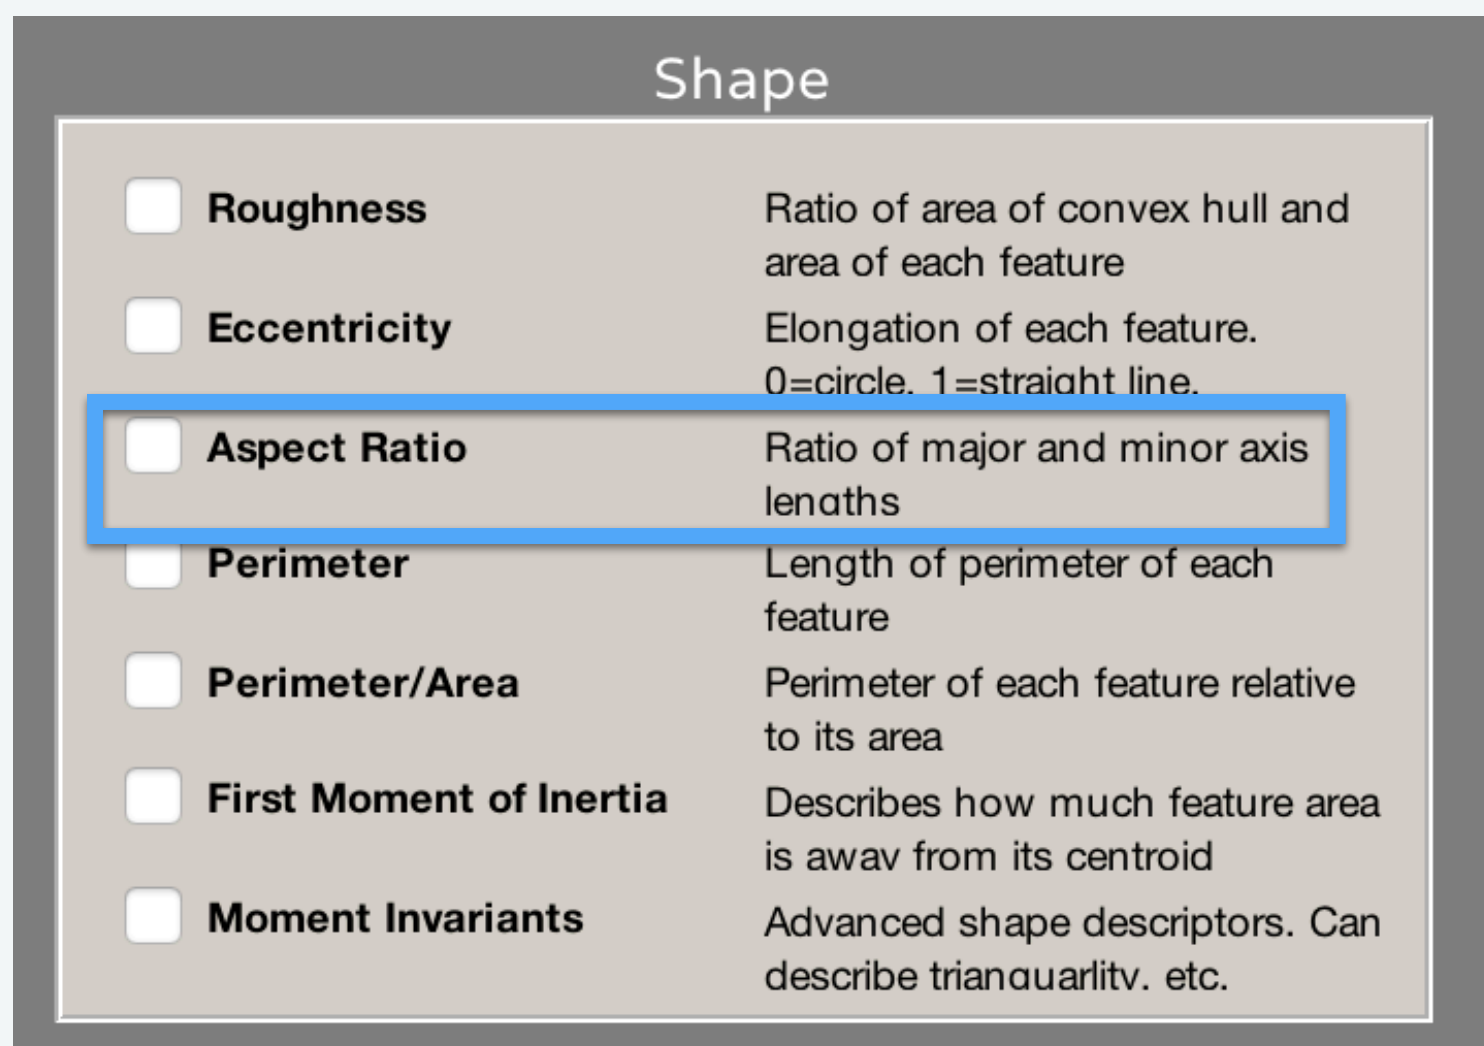 Shape
Roughness Ratio of area of convex hull and
area of each feature
Eccentricity Elongation of each feature.
0=circle. 1=straight line.
Aspect Ratio Ratio of major and minor axis
lengths
Perimeter Length of perimeter of each
feature
Perimeter/Area Perimeter of each feature relative
to its area
First Moment of Inertia Describes how much feature area
is away from its centroid
Moment Invariants Advanced shape descriptors. Can
describe trianguarlity. etc.